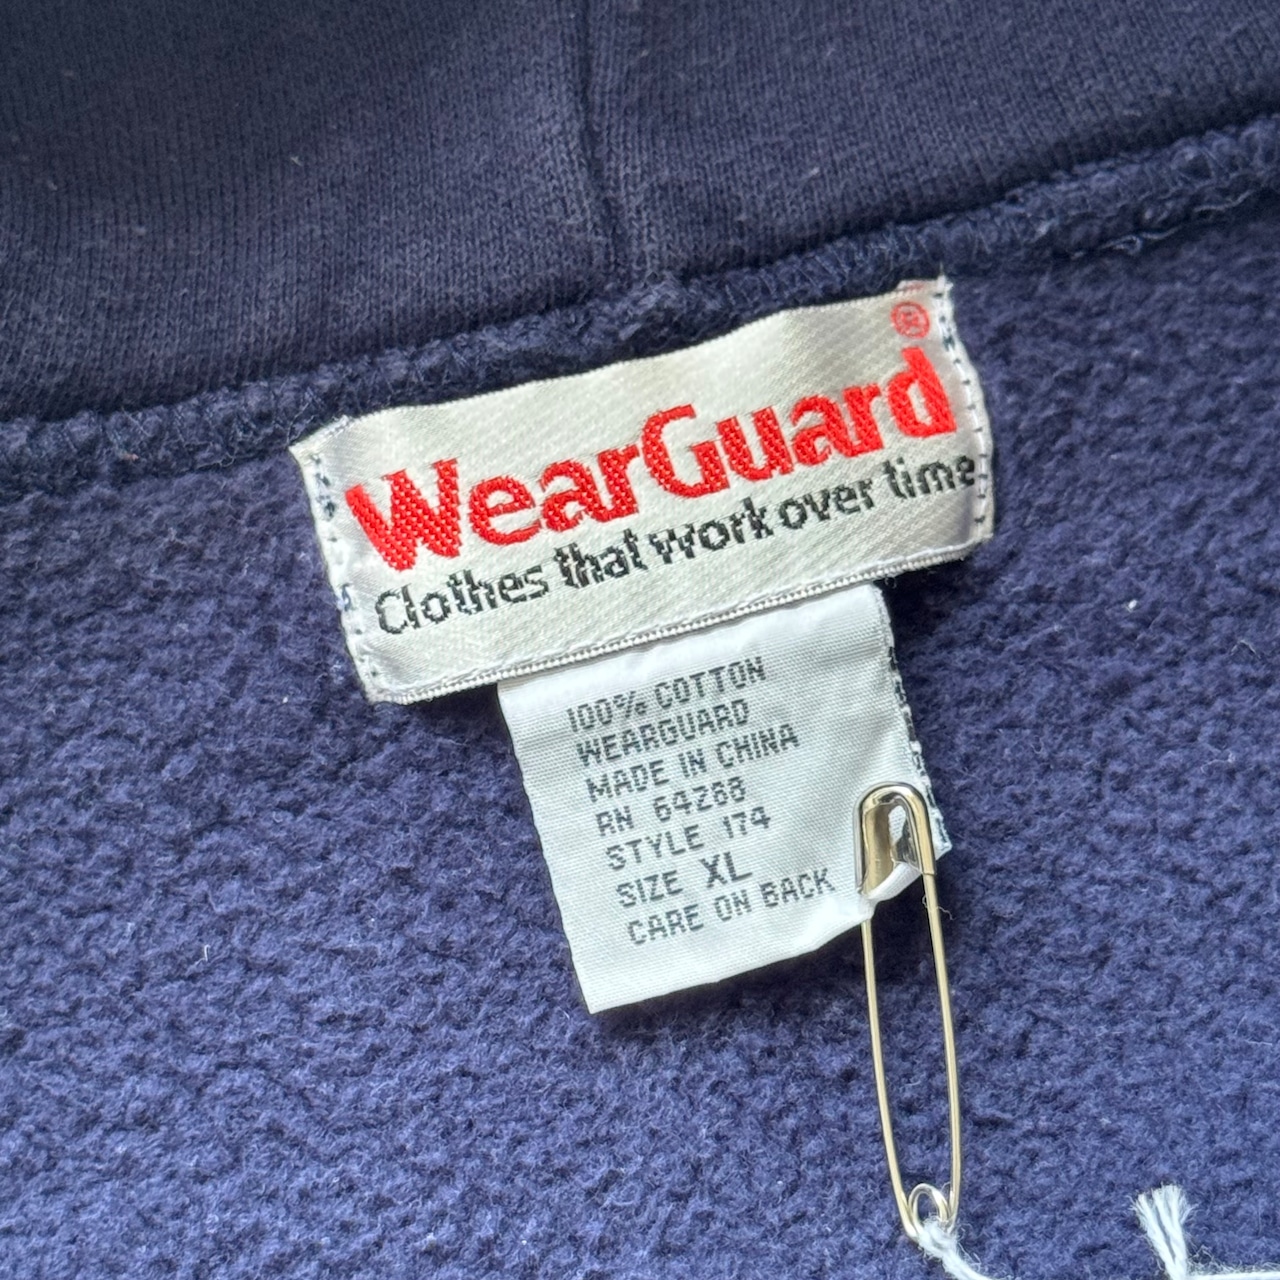 WearGuard®
Clothes that work over time
100% COTTON
WEARGUARD
MADE IN CHINA
RN 64288
STYLE 174
SIZE XL
CARE ON BACK